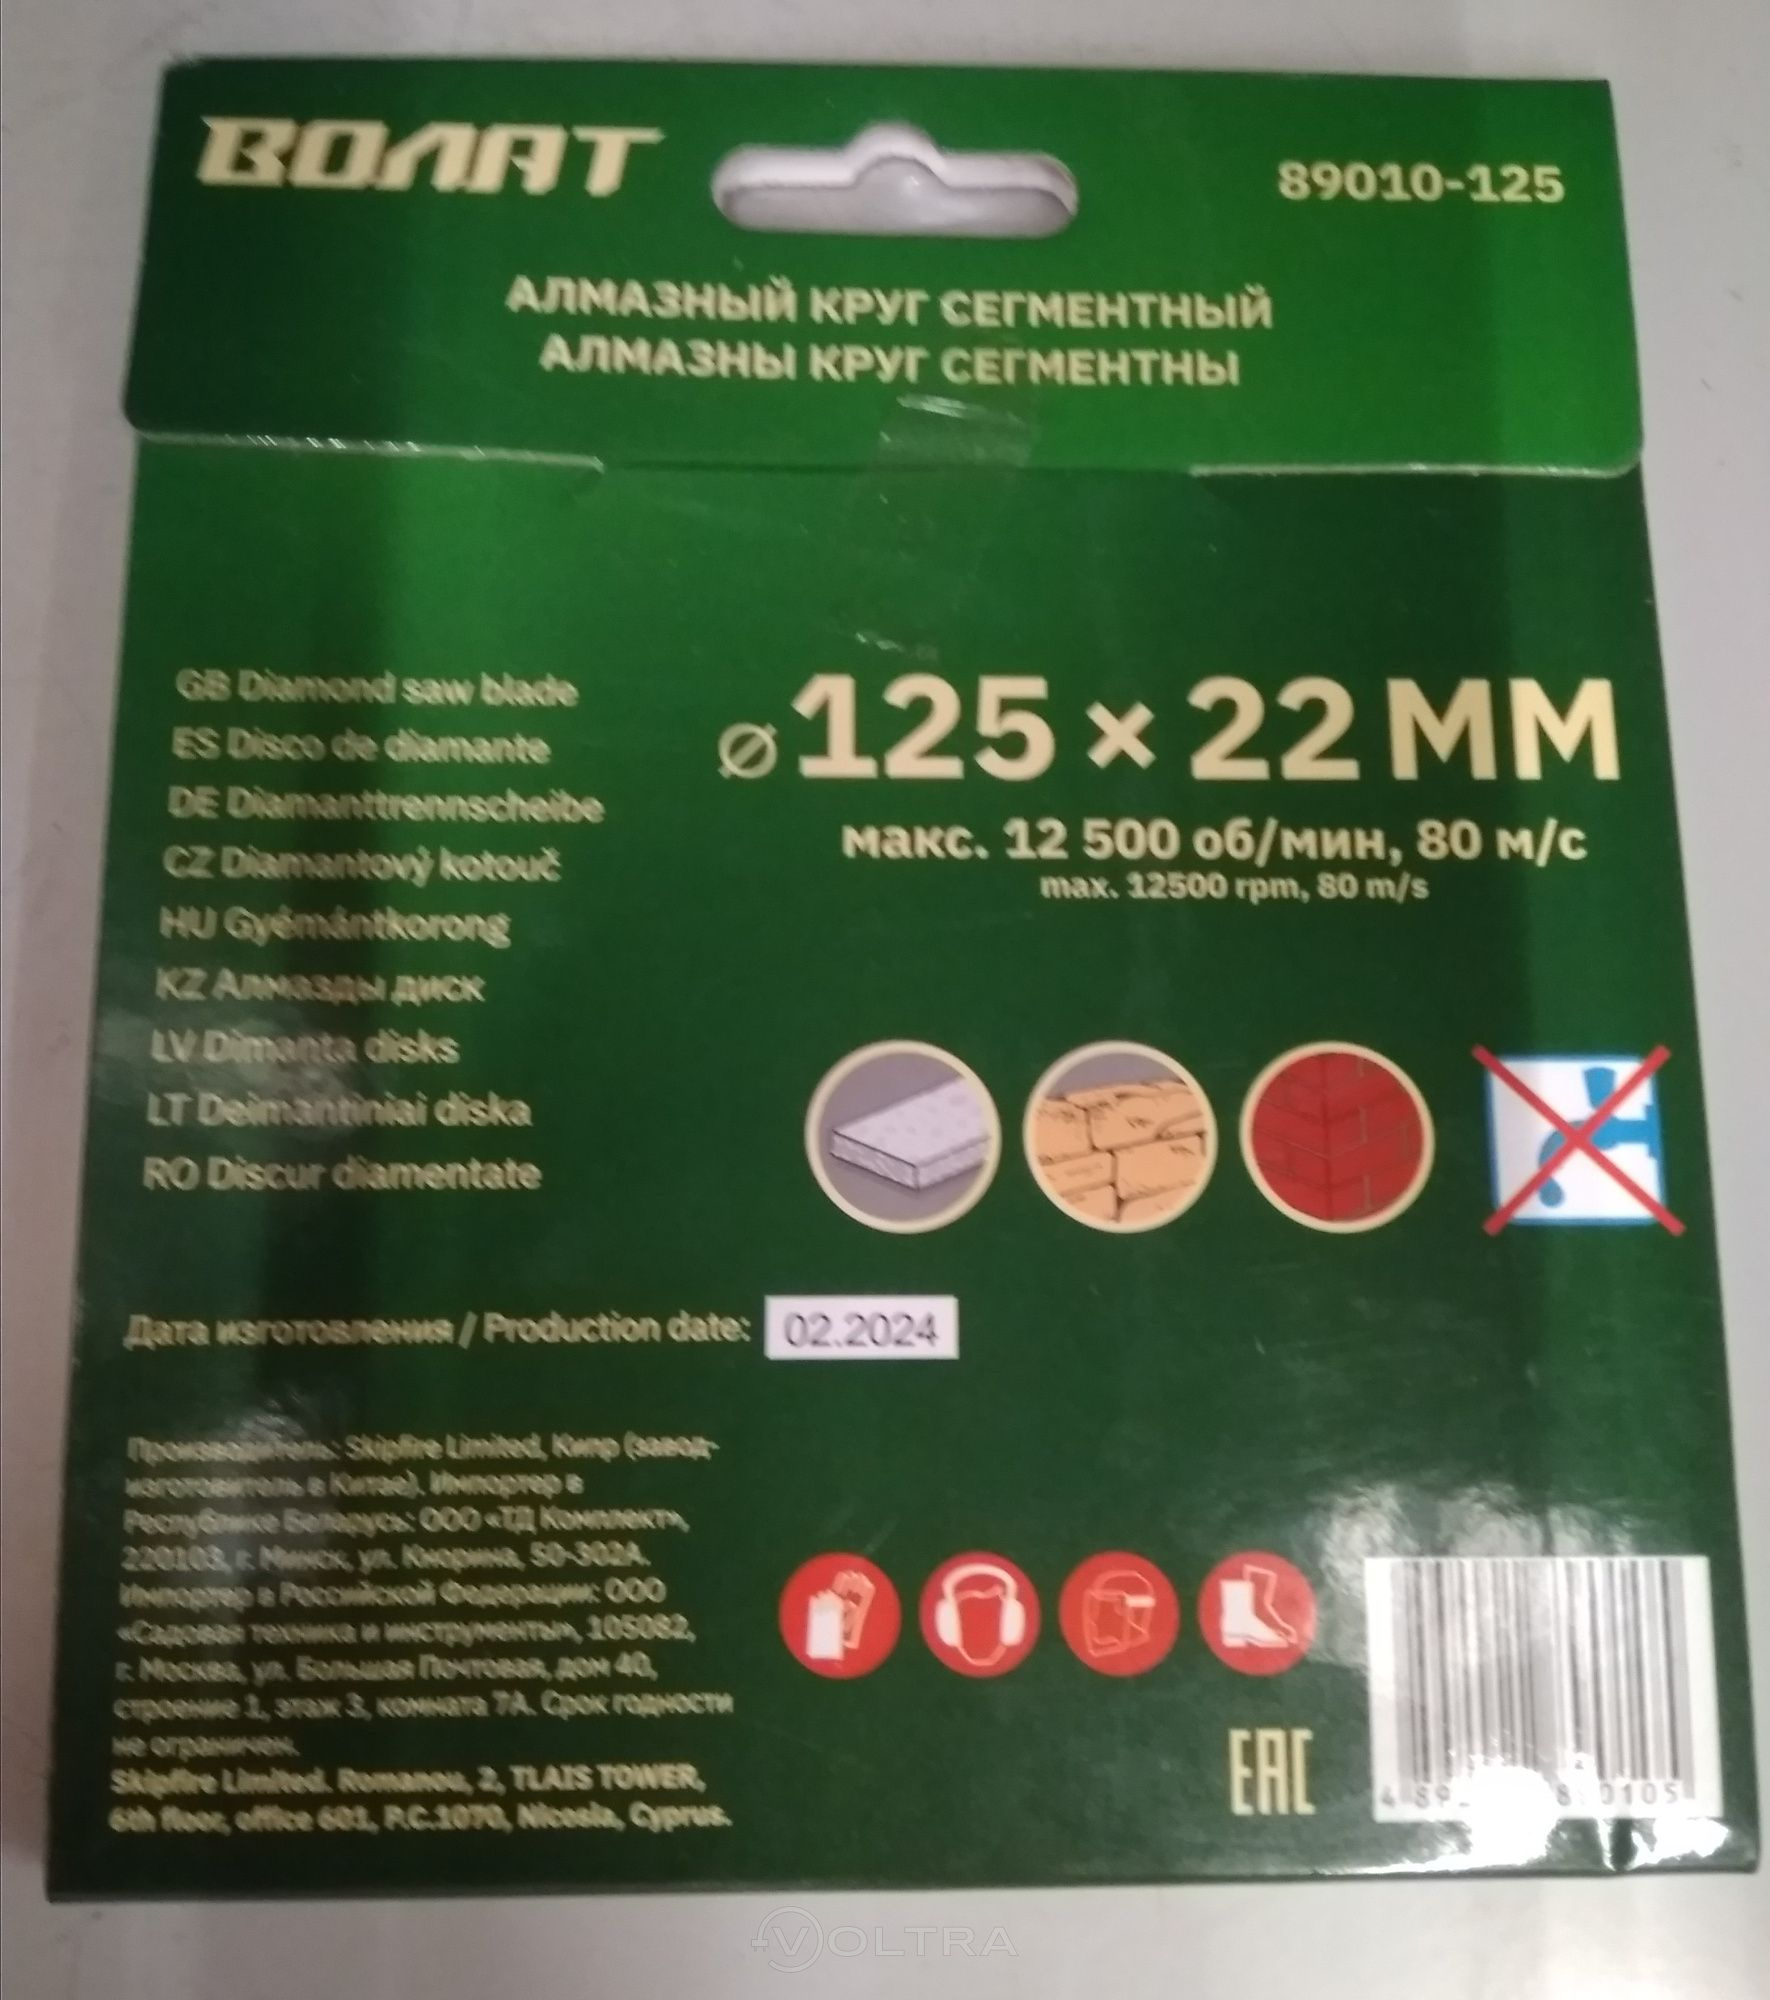 ВОЛАТ
89010-125
АЛМАЗНЫЙ КРУГ СЕГМЕНТНЫЙ
АЛМАЗНЫ КРУГ СЕГМЕНТНЫ
GB Diamond saw blade
ES Disco de diamante
DE Diamanttrennscheibe
CZ Diamantový kotouč
HU Gyémántkorong
KZ Алмазды диск
LV Dimanta disks
LT Deimantiniai diska
RO Discur diamentate
⌀ 125 × 22 ММ
макс. 12 500 об/мин, 80 м/с
max. 12500 rpm, 80 m/s
Дата изготовления / Production date: 02.2024
Производитель: Skipfire Limited, Кипр (завод-
изготовитель в Китае). Импортер в
Республике Беларусь: ООО «ТД Комплект»,
220103, г. Минск, ул. Кнорина, 50-302А.
Импортер в Российской Федерации: ООО
«Садовая техника и инструменты», 105082,
г. Москва, ул. Большая Почтовая, дом 40,
строение 1, этаж 3, комната 7А. Срок годности
не ограничен.
Skipfire Limited. Romanou, 2, TLAIS TOWER,
6th floor, office 601, P.C.1070, Nicosia, Cyprus.
EAC
VOLTRA